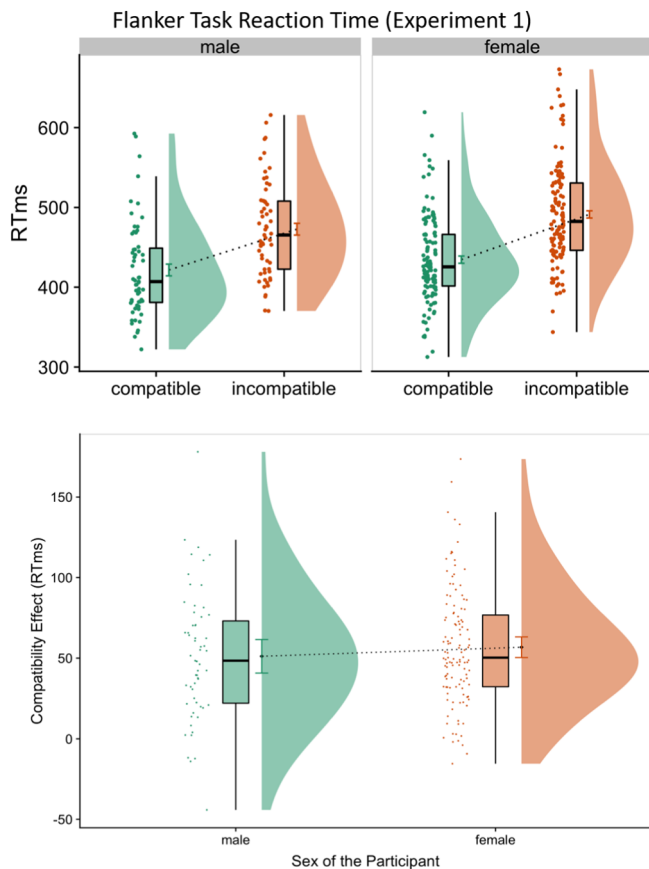 Flanker Task Reaction Time (Experiment 1)
male female
RTms
600
500
400
300
compatible incompatible compatible incompatible
Compatibility Effect (RTms)
150
100
50
0
-50
male female
Sex of the Participant